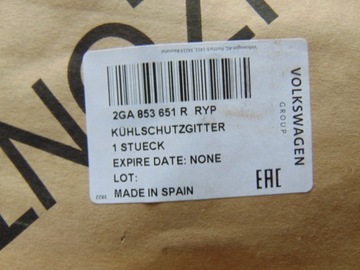 2GA 853 651 R RYP
KÜHLSCHUTZGITTER
1 STUECK
EXPIRE DATE: NONE
LOT:
MADE IN SPAIN
VOLKSWAGEN
GROUP
EAC